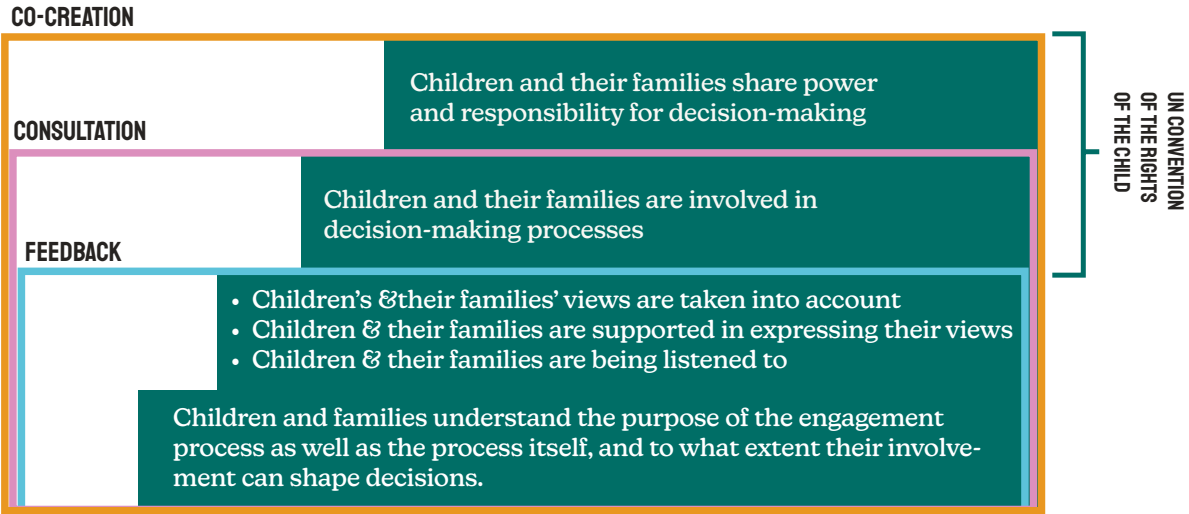 CO-CREATION
Children and their families share power
and responsibility for decision-making
CONSULTATION
Children and their families are involved in
decision-making processes
FEEDBACK
• Children's &their families' views are taken into account
• Children & their families are supported in expressing their views
• Children & their families are being listened to
Children and families understand the purpose of the engagement
process as well as the process itself, and to what extent their involve-
ment can shape decisions.
UN CONVENTION
OF THE RIGHTS
OF THE CHILD